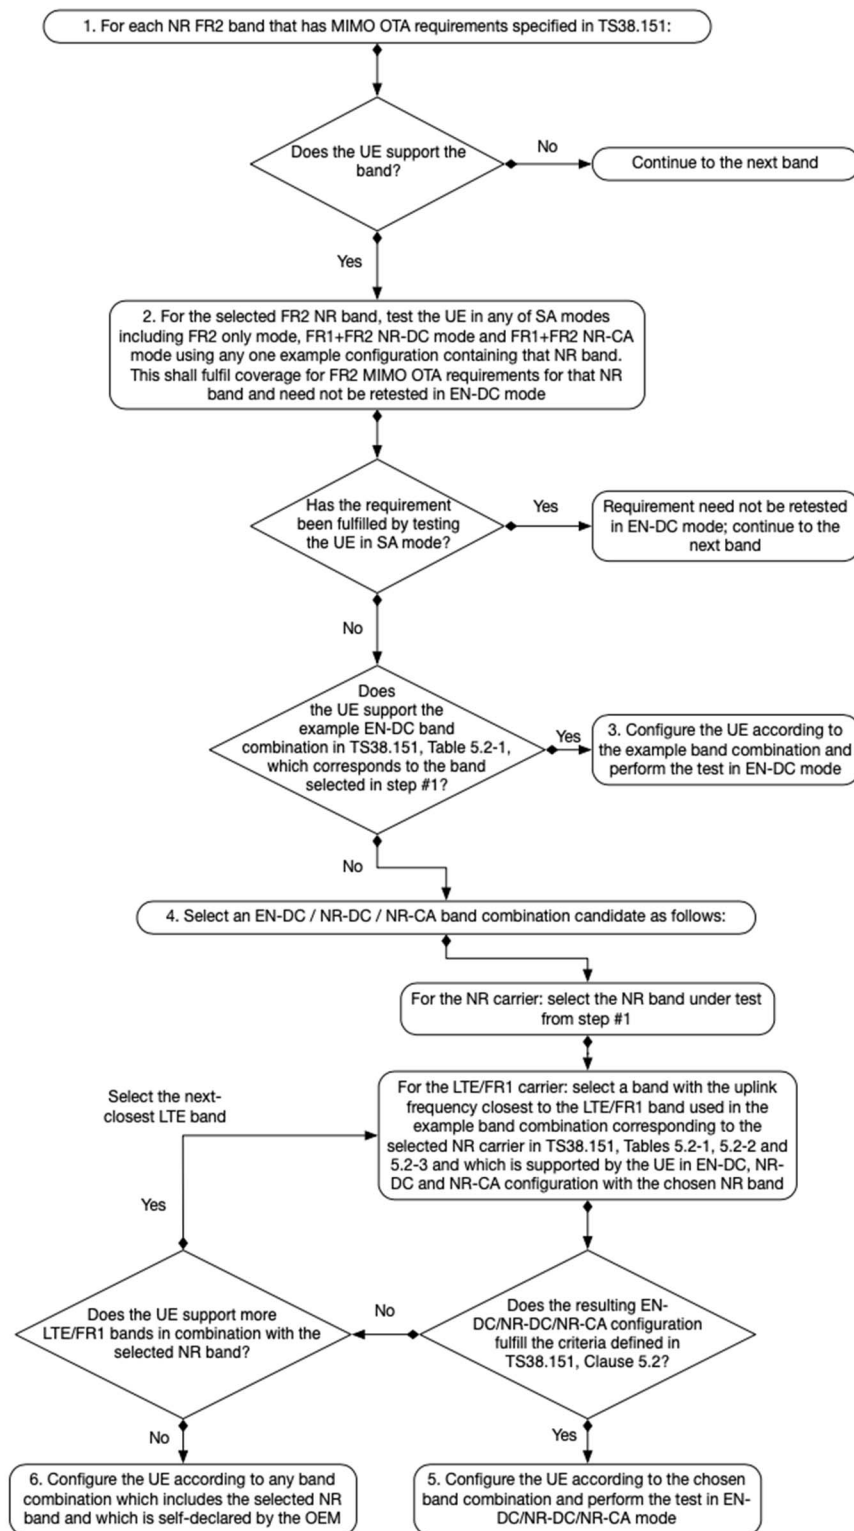 1. For each NR FR2 band that has MIMO OTA requirements specified in TS38.151:
Does the UE support the
band?
No
Continue to the next band
Yes
2. For the selected FR2 NR band, test the UE in any of SA modes
including FR2 only mode, FR1+FR2 NR-DC mode and FR1+FR2 NR-CA
mode using any one example configuration containing that NR band.
This shall fulfil coverage for FR2 MIMO OTA requirements for that NR
band and need not be retested in EN-DC mode
Has the requirement
been fulfilled by testing
the UE in SA mode?
Yes
Requirement need not be retested
in EN-DC mode; continue to the
next band
No
Does
the UE support the
example EN-DC band
combination in TS38.151, Table 5.2-1,
which corresponds to the band
selected in step #1?
Yes
3. Configure the UE according to
the example band combination and
perform the test in EN-DC mode
No
4. Select an EN-DC / NR-DC / NR-CA band combination candidate as follows:
For the NR carrier: select the NR band under test
from step #1
Select the next-
closest LTE band
For the LTE/FR1 carrier: select a band with the uplink
frequency closest to the LTE/FR1 band used in the
example band combination corresponding to the
selected NR carrier in TS38.151, Tables 5.2-1, 5.2-2 and
5.2-3 and which is supported by the UE in EN-DC, NR-
DC and NR-CA configuration with the chosen NR band
Yes
Does the UE support more
LTE/FR1 bands in combination with the
selected NR band?
No
Does the resulting EN-
DC/NR-DC/NR-CA configuration
fulfill the criteria defined in
TS38.151, Clause 5.2?
No
Yes
6. Configure the UE according to any band
combination which includes the selected NR
band and which is self-declared by the OEM
5. Configure the UE according to the chosen
band combination and perform the test in EN-
DC/NR-DC/NR-CA mode